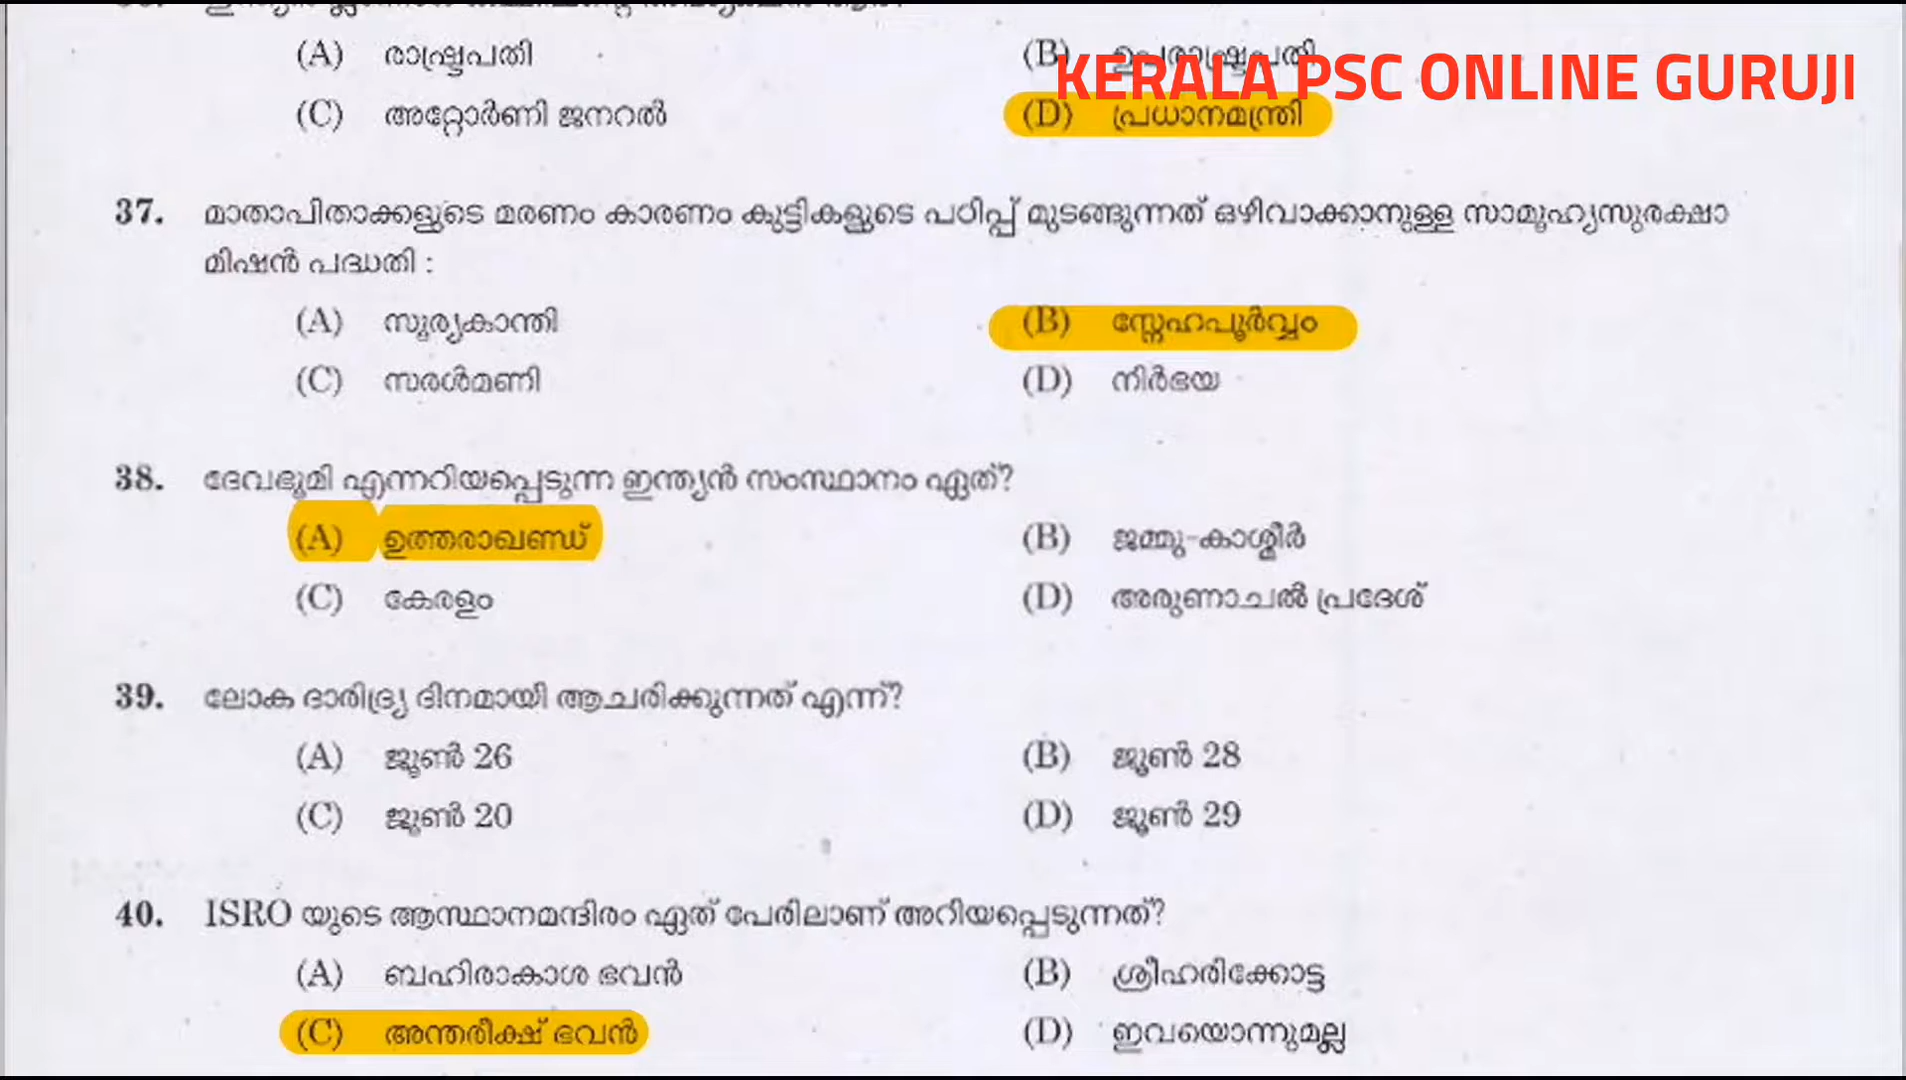 (A) രാഷ്ട്രപതി
(B) ഉപരാഷ്ട്രപതി
KERALA PSC ONLINE GURUJI
(C) അറ്റോർണി ജനറൽ
(D) പ്രധാനമന്ത്രി
37. മാതാപിതാക്കളുടെ മരണം കാരണം കുട്ടികളുടെ പഠിപ്പ് മുടങ്ങുന്നത് ഒഴിവാക്കാനുള്ള സാമൂഹ്യസുരക്ഷാ
മിഷൻ പദ്ധതി :
(A) സൂര്യകാന്തി
(B) സ്നേഹപൂർവ്വം
(C) സരൾമണി
(D) നിർഭയ
38. ദേവഭൂമി എന്നറിയപ്പെടുന്ന ഇന്ത്യൻ സംസ്ഥാനം ഏത്?
(A) ഉത്തരാഖണ്ഡ്
(B) ജമ്മു-കാശ്മീർ
(C) കേരളം
(D) അരുണാചൽ പ്രദേശ്
39. ലോക ദാരിദ്ര്യ ദിനമായി ആചരിക്കുന്നത് എന്ന്?
(A) ജൂൺ 26
(B) ജൂൺ 28
(C) ജൂൺ 20
(D) ജൂൺ 29
40. ISRO യുടെ ആസ്ഥാനമന്ദിരം ഏത് പേരിലാണ് അറിയപ്പെടുന്നത്?
(A) ബഹിരാകാശ ഭവൻ
(B) ശ്രീഹരിക്കോട്ട
(C) അന്തരീക്ഷ് ഭവൻ
(D) ഇവയൊന്നുമല്ല